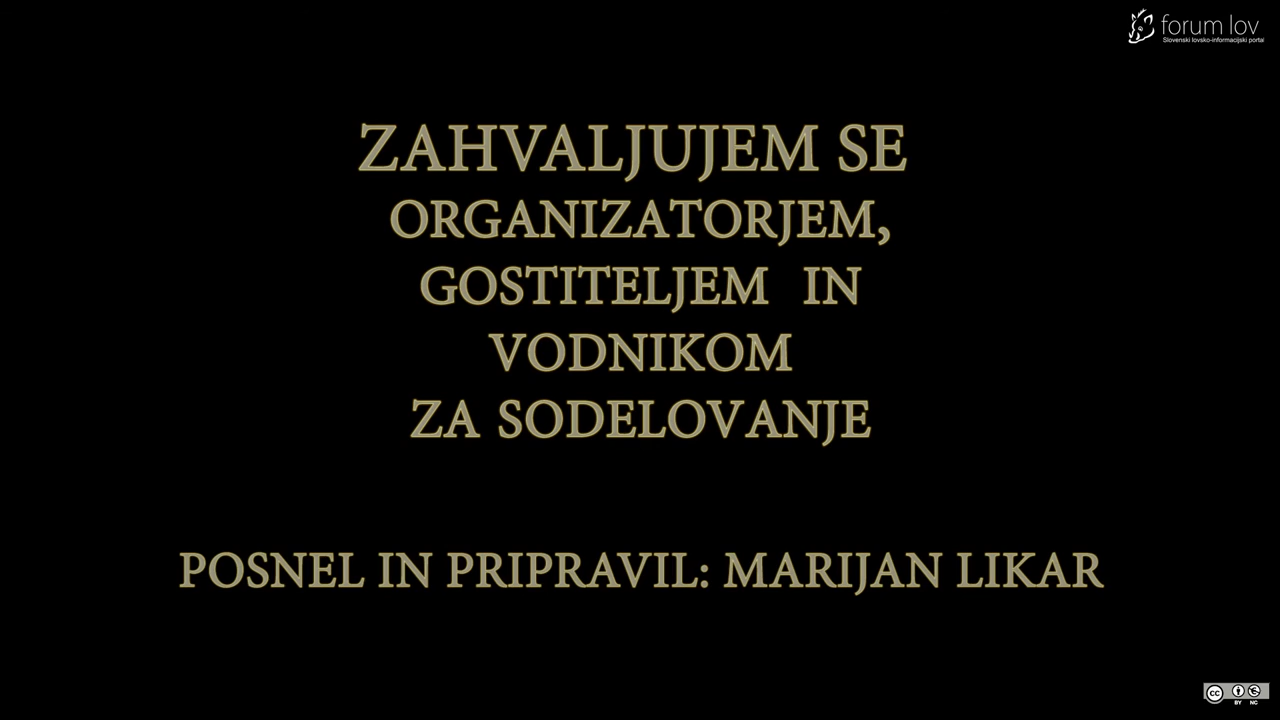 forum lov
Slovenski lovsko-informacijski portal
ZAHVALJUJEM SE
ORGANIZATORJEM,
GOSTITELJEM IN
VODNIKOM
ZA SODELOVANJE
POSNEL IN PRIPRAVIL: MARIJAN LIKAR
cc
BY NC